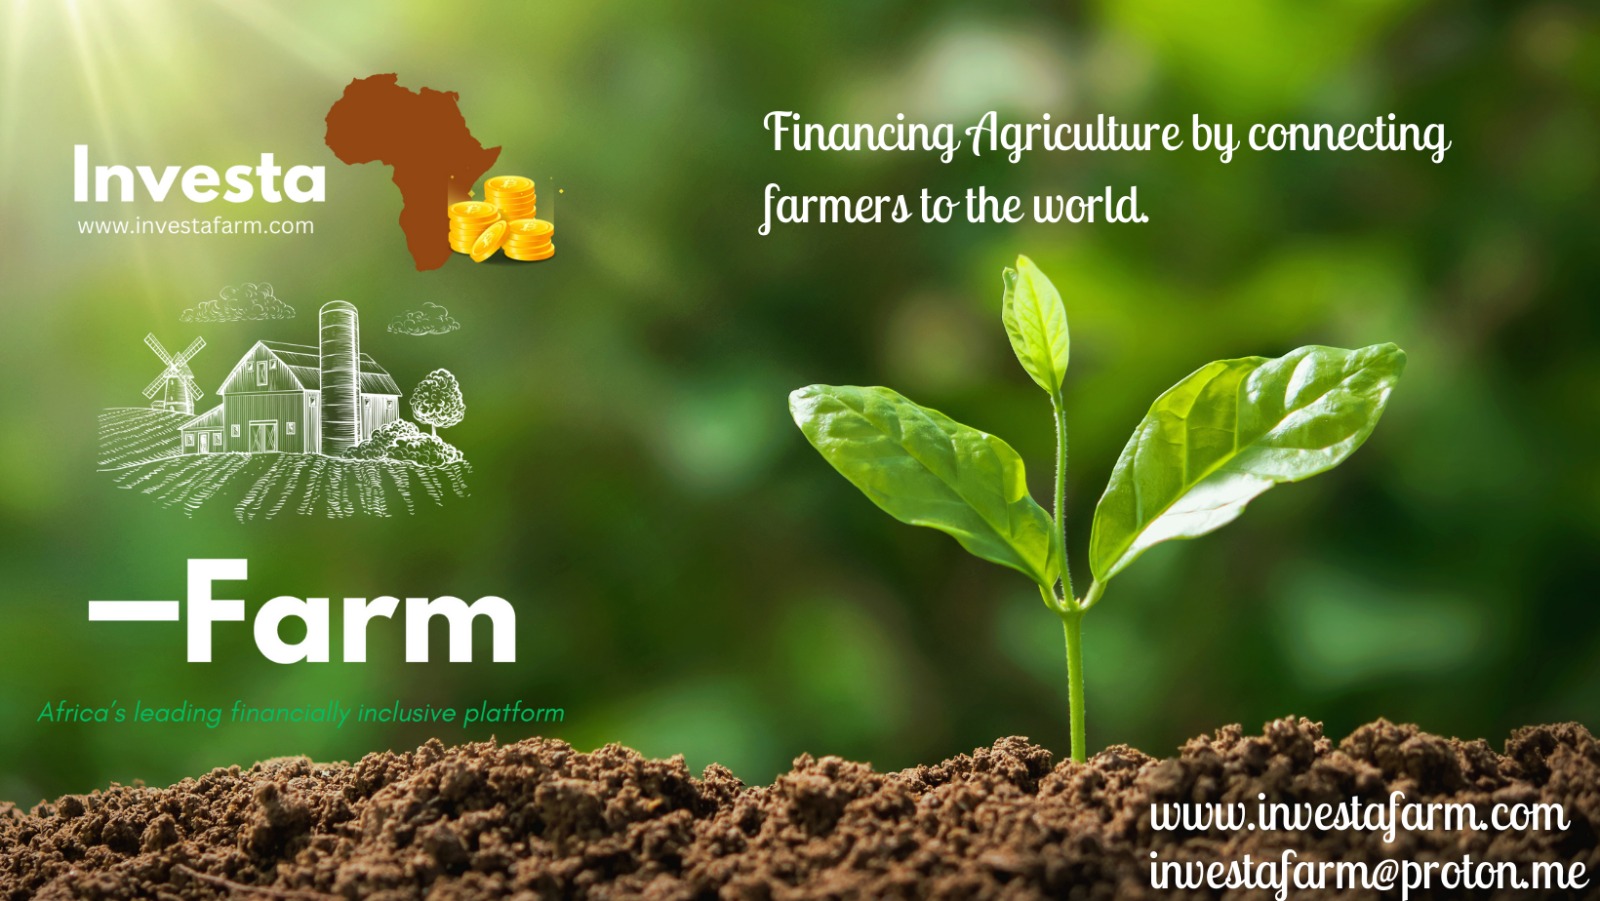 Investa
www.investafarm.com
–Farm
Africa's leading financially inclusive platform
Financing Agriculture by connecting
farmers to the world.
www.investafarm.com
investafarm@proton.me